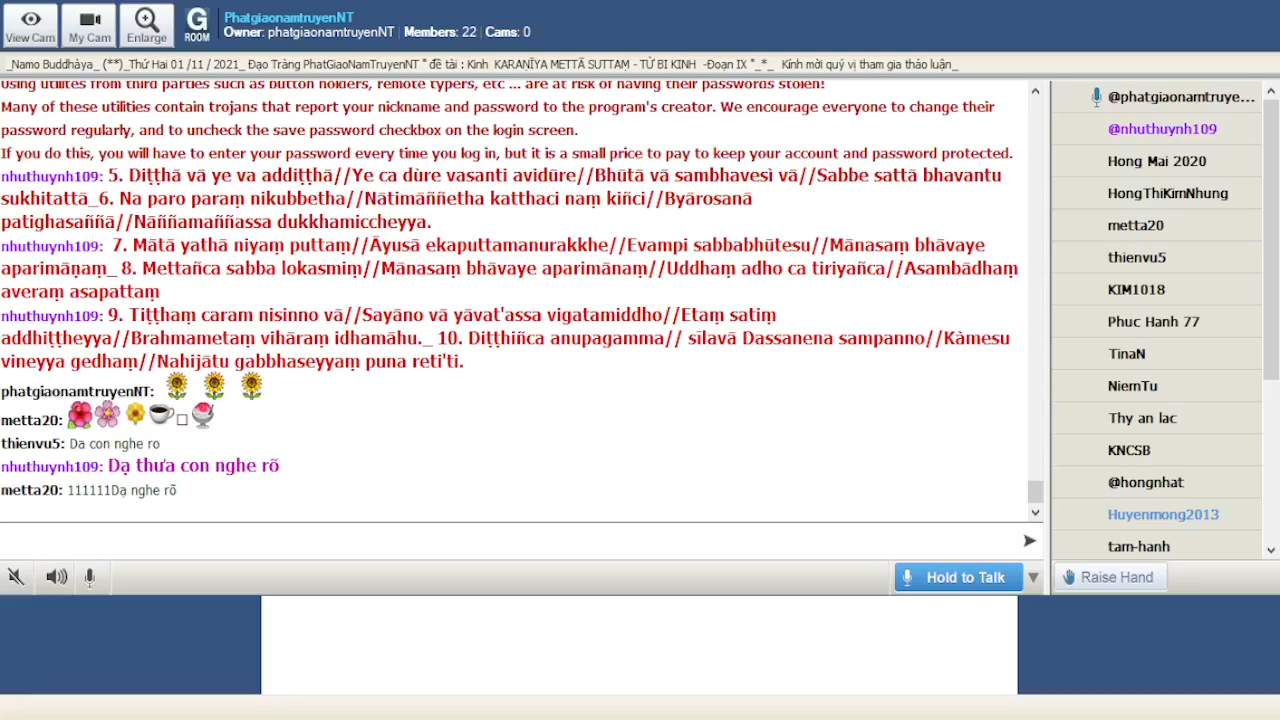 View Cam
My Cam
Enlarge
G
ROOM
PhatgiaonamtruyenNT
Owner: phatgiaonamtruyenNT | Members: 22 | Cams: 0
_Namo Buddhàya_ (**)_Thứ Hai 01 /11 / 2021_ Đạo Tràng PhatGiaoNamTruyenNT " đề tài : Kinh KARAṆĪYA METTĀ SUTTAṂ - TỪ BI KINH -Đoạn IX "_*_ Kính mời quý vị tham gia thảo luận_
using utilites from third parties such as button holders, remote typers, etc ... are at risk of having their passwords stolen!
Many of these utilities contain trojans that report your nickname and password to the program's creator. We encourage everyone to change their
password regularly, and to uncheck the save password checkbox on the login screen.
If you do this, you will have to enter your password every time you log in, but it is a small price to pay to keep your account and password protected.
nhuthuynh109: 5. Diṭṭhā vā ye va addiṭṭhā//Ye ca dùre vasanti avidūre//Bhūtā vā sambhavesì vā//Sabbe sattā bhavantu
sukhitattā_6. Na paro paraṃ nikubbetha//Nātimāññetha katthaci naṃ kiñci//Byārosanā
patighasaññā//Nāññamaññassa dukkhamiccheyya.
nhuthuynh109: 7. Mātā yathā niyaṃ puttaṃ//Āyusā ekaputtamanurakkhe//Evampi sabbabhūtesu//Mānasaṃ bhāvaye
aparimāṇaṃ_ 8. Mettañca sabba lokasmiṃ//Mānasaṃ bhāvaye aparimānaṃ//Uddhaṃ adho ca tiriyañca//Asambādhaṃ
averaṃ asapattaṃ
nhuthuynh109: 9. Tiṭṭhaṃ caram nisinno vā//Sayāno vā yāvat'assa vigatamiddho//Etaṃ satiṃ
addhiṭṭheyya//Brahmametaṃ vihāraṃ idhamāhu._ 10. Diṭṭhiñca anupagamma// sīlavā Dassanena sampanno//Kàmesu
vineyya gedhaṃ//Nahijātu gabbhaseyyaṃ puna reti'ti.
phatgiaonamtruyenNT:
metta20:
thienvu5: Da con nghe ro
nhuthuynh109: Dạ thưa con nghe rõ
metta20: 111111Dạ nghe rõ
@phatgiaonamtruye...
@nhuthuynh109
Hong Mai 2020
HongThiKimNhung
metta20
thienvu5
KIM1018
Phuc Hanh 77
TinaN
NiemTu
Thy an lac
KNCSB
@hongnhat
Huyenmong2013
tam-hanh
Hold to Talk
Raise Hand